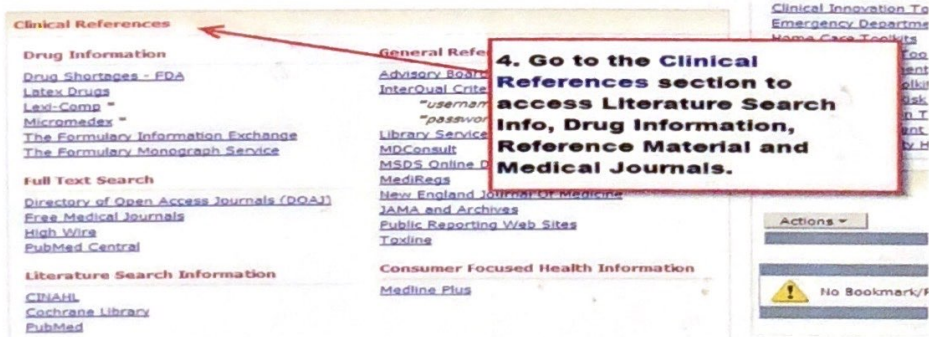 Clinical References
Drug Information
Drug Shortages - FDA
Latex Drugs
Lexi-Comp "
Micromedex "
The Formulary Information Exchange
The Formulary Monograph Service
Full Text Search
Directory of Open Access Journals (DOAJ)
Free Medical Journals
High Wire
PubMed Central
Literature Search Information
CINAHL
Cochrane Library
PubMed
General Refe
Advisory Board
InterQual Crite
"usernam
"passwor
Library Service
MDConsult
MSDS Online D
MediRegs
New England Journal Of Medicine
JAMA and Archives
Public Reporting Web Sites
Toxline
Consumer Focused Health Information
Medline Plus
4. Go to the Clinical
References section to
access Literature Search
Info, Drug Information,
Reference Material and
Medical Journals.
Clinical Innovation To
Emergency Departme
Home Care Toolkits
Actions
No Bookmark/F